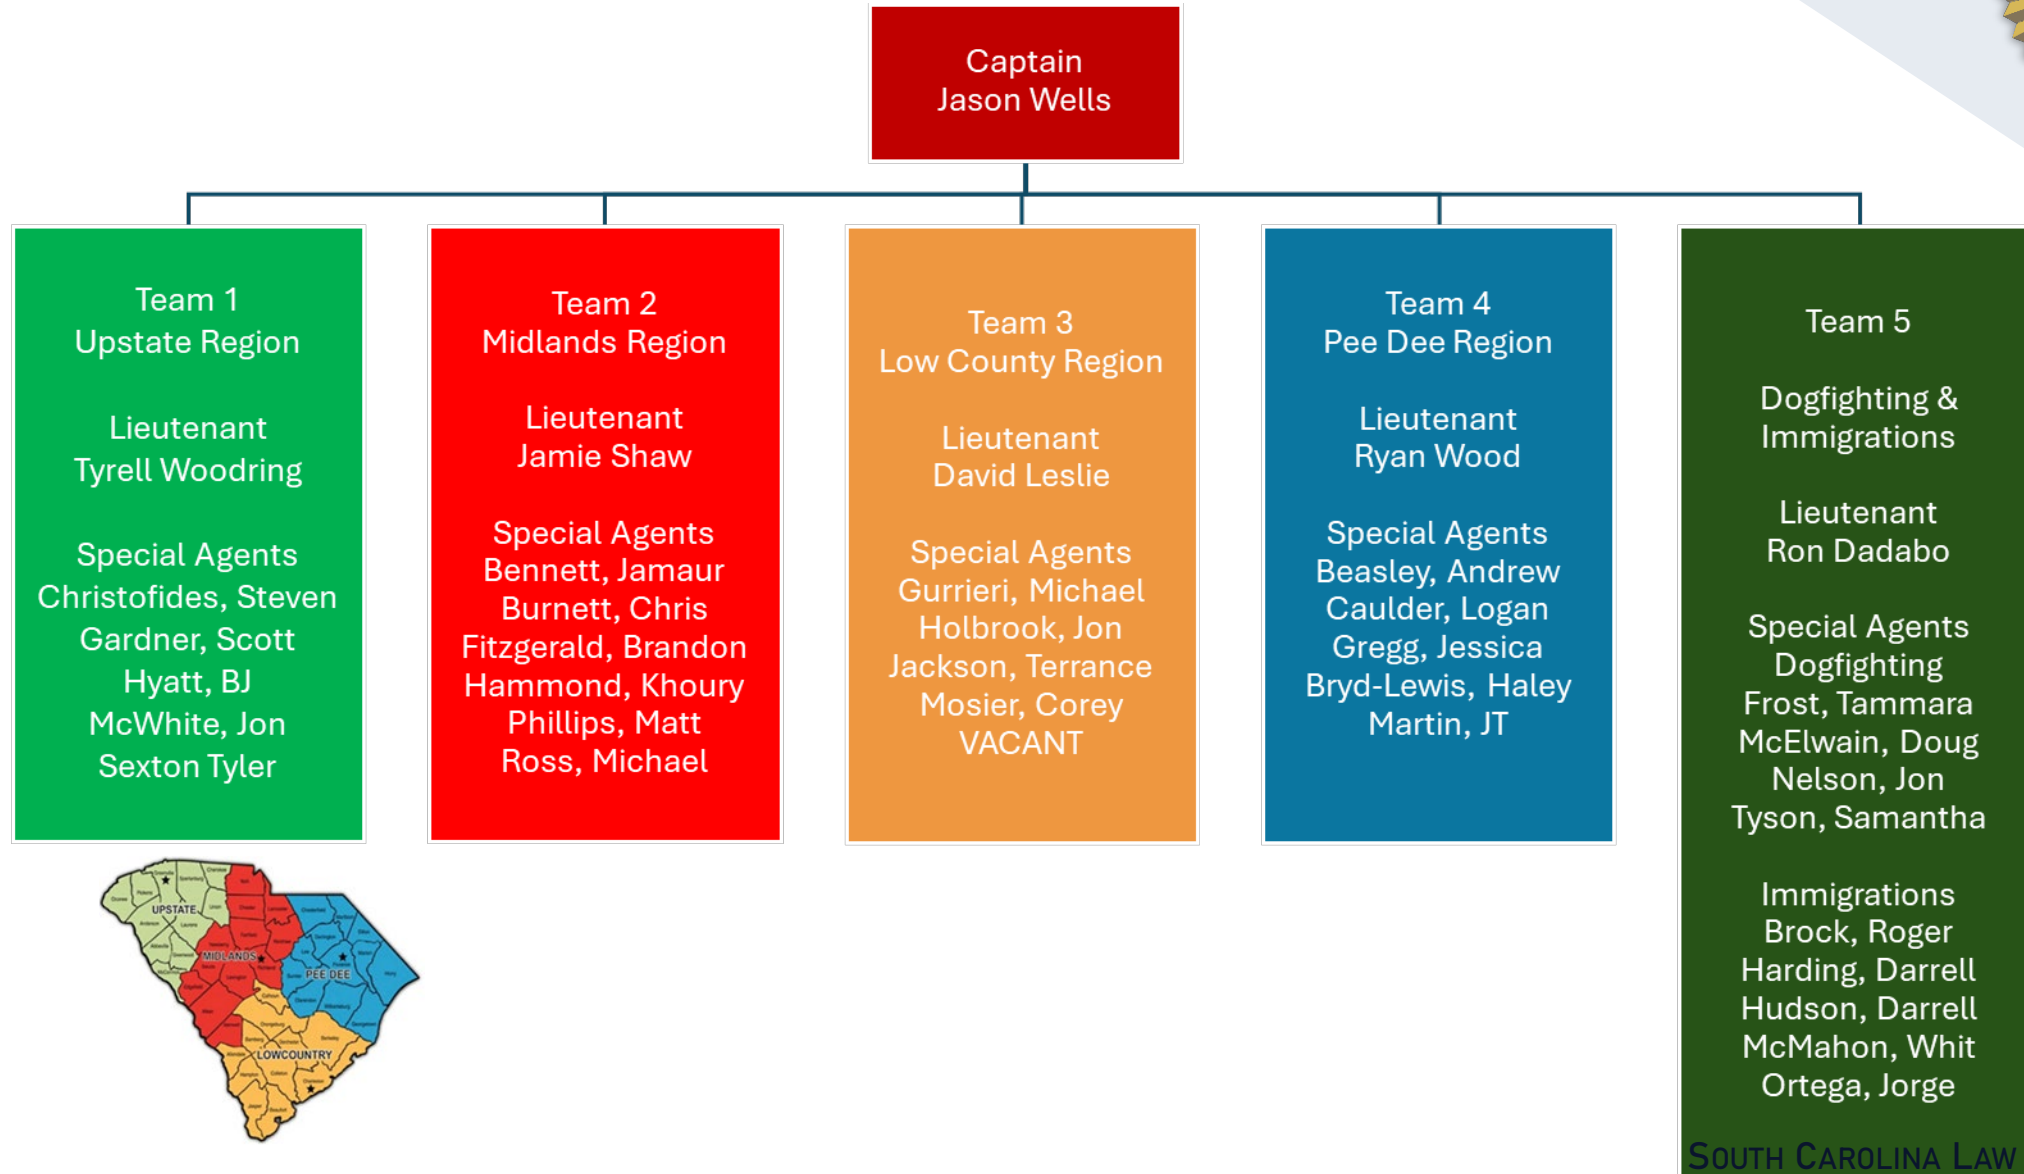 Captain
Jason Wells
Team 1
Upstate Region
Lieutenant
Tyrell Woodring
Special Agents
Christofides, Steven
Gardner, Scott
Hyatt, BJ
McWhite, Jon
Sexton Tyler
Team 2
Midlands Region
Lieutenant
Jamie Shaw
Special Agents
Bennett, Jamaur
Burnett, Chris
Fitzgerald, Brandon
Hammond, Khoury
Phillips, Matt
Ross, Michael
Team 3
Low County Region
Lieutenant
David Leslie
Special Agents
Gurrieri, Michael
Holbrook, Jon
Jackson, Terrance
Mosier, Corey
VACANT
Team 4
Pee Dee Region
Lieutenant
Ryan Wood
Special Agents
Beasley, Andrew
Caulder, Logan
Gregg, Jessica
Bryd-Lewis, Haley
Martin, JT
Team 5
Dogfighting &
Immigrations
Lieutenant
Ron Dadabo
Special Agents
Dogfighting
Frost, Tammara
McElwain, Doug
Nelson, Jon
Tyson, Samantha
Immigrations
Brock, Roger
Harding, Darrell
Hudson, Darrell
McMahon, Whit
Ortega, Jorge
UPSTATE
MIDLANDS
PEE DEE
LOWCOUNTRY
SOUTH CAROLINA LAW